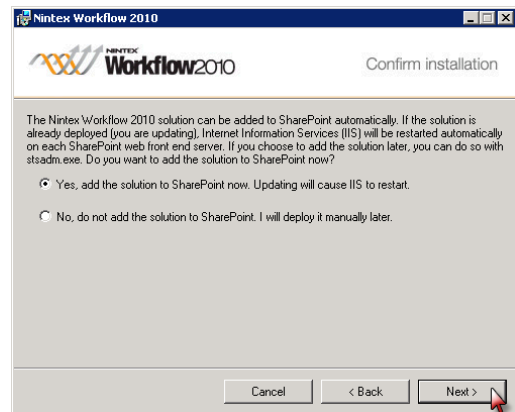 Nintex Workflow 2010
NINTEX
Workflow2010
Confirm installation
The Nintex Workflow 2010 solution can be added to SharePoint automatically. If the solution is
already deployed (you are updating), Internet Information Services (IIS) will be restarted automatically
on each SharePoint web front end server. If you choose to add the solution later, you can do so with
stsadm.exe. Do you want to add the solution to SharePoint now?
Yes, add the solution to SharePoint now. Updating will cause IIS to restart.
No, do not add the solution to SharePoint. I will deploy it manually later.
Cancel
< Back
Next >